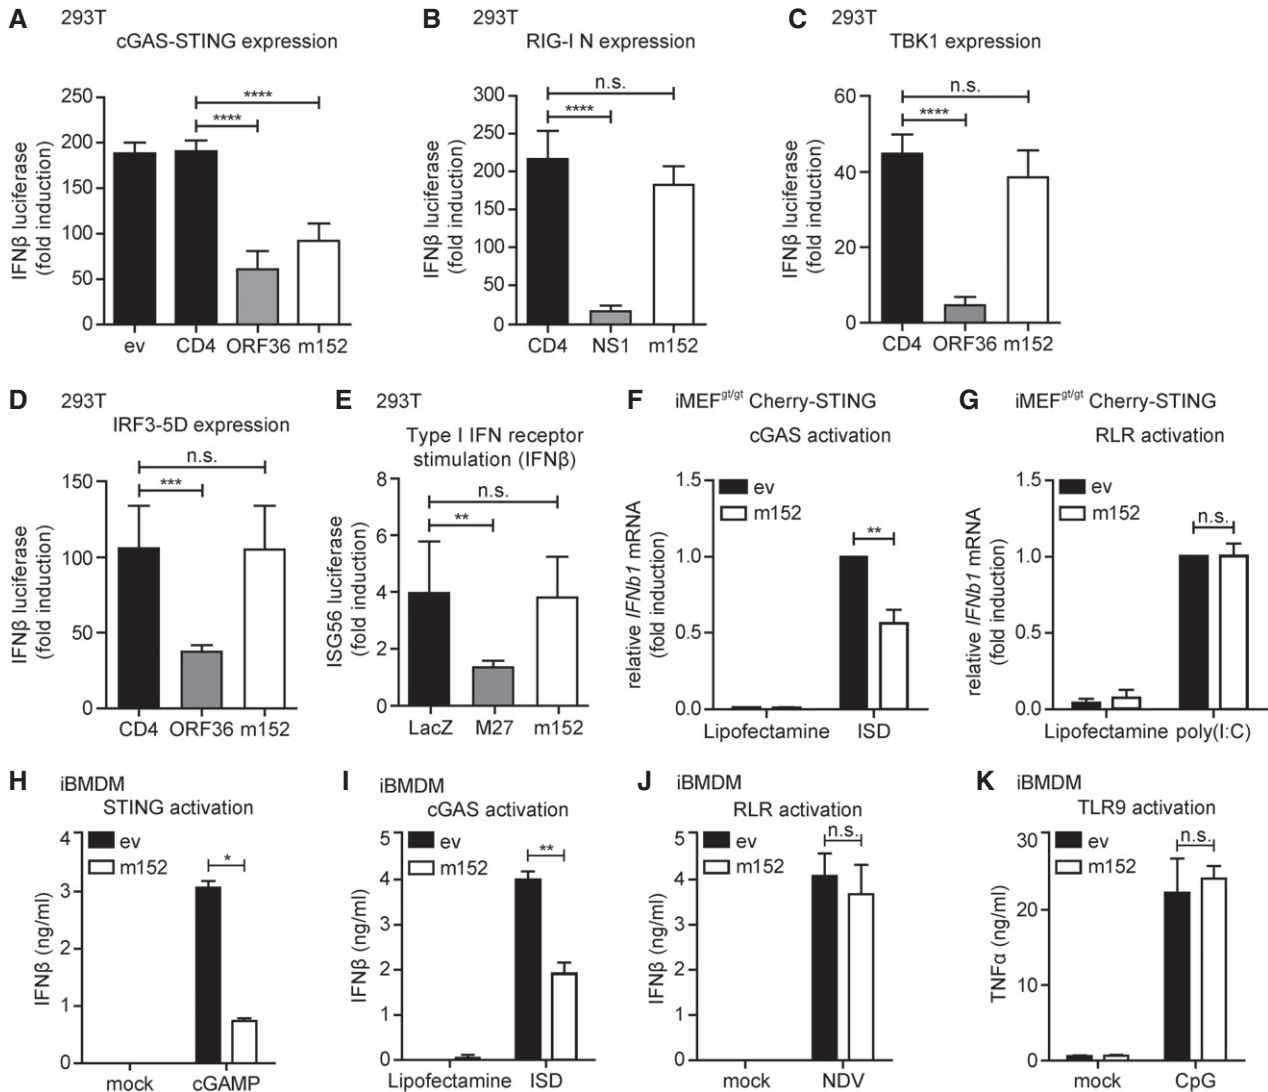 A 293T
cGAS-STING expression
IFNβ luciferase
(fold induction)
250
200
150
100
50
0
****
****
ev CD4 ORF36 m152
B 293T
RIG-I N expression
IFNβ luciferase
(fold induction)
300
250
200
150
100
50
0
n.s.
****
CD4 NS1 m152
C 293T
TBK1 expression
IFNβ luciferase
(fold induction)
60
40
20
0
n.s.
****
CD4 ORF36 m152
D 293T
IRF3-5D expression
IFNβ luciferase
(fold induction)
150
100
50
0
n.s.
***
CD4 ORF36 m152
E 293T
Type I IFN receptor
stimulation (IFNβ)
ISG56 luciferase
(fold induction)
8
6
4
2
0
n.s.
**
LacZ M27 m152
F iMEFgt/gt Cherry-STING
cGAS activation
relative IFNb1 mRNA
(fold induction)
1.5
1.0
0.5
0.0
ev
m152
**
Lipofectamine ISD
G iMEFgt/gt Cherry-STING
RLR activation
relative IFNb1 mRNA
(fold induction)
1.5
1.0
0.5
0.0
ev
m152
n.s.
Lipofectamine poly(I:C)
H iBMDM
STING activation
IFNβ (ng/ml)
4
3
2
1
0
ev
m152
*
mock cGAMP
I iBMDM
cGAS activation
IFNβ (ng/ml)
5
4
3
2
1
0
ev
m152
**
Lipofectamine ISD
J iBMDM
RLR activation
IFNβ (ng/ml)
5
4
3
2
1
0
ev
m152
n.s.
mock NDV
K iBMDM
TLR9 activation
TNFα (ng/ml)
30
20
10
0
ev
m152
n.s.
mock CpG